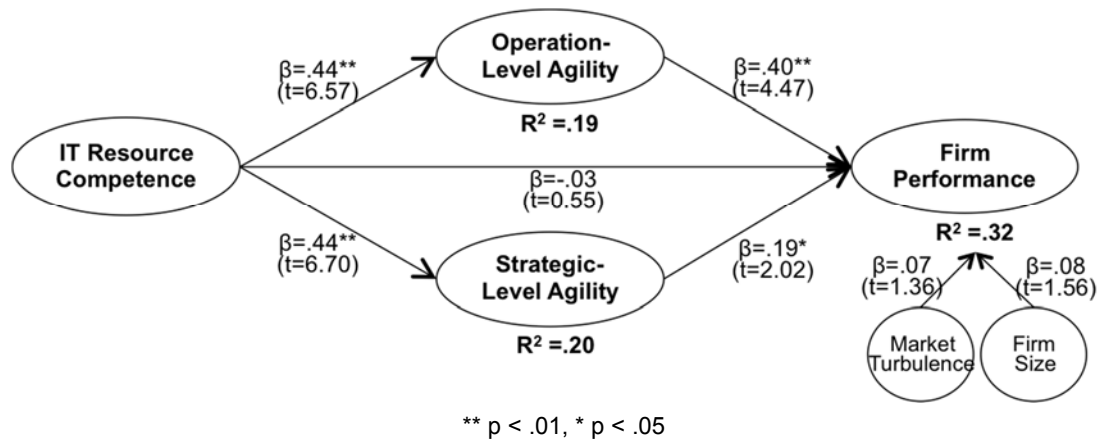 Operation-
Level Agility
R² =.19
β=.44**
(t=6.57)
β=.40**
(t=4.47)
IT Resource
Competence
β=-.03
(t=0.55)
Firm
Performance
R² =.32
β=.44**
(t=6.70)
Strategic-
Level Agility
R² =.20
β=.19*
(t=2.02)
β=.07
(t=1.36)
β=.08
(t=1.56)
Market
Turbulence
Firm
Size
** p < .01, * p < .05